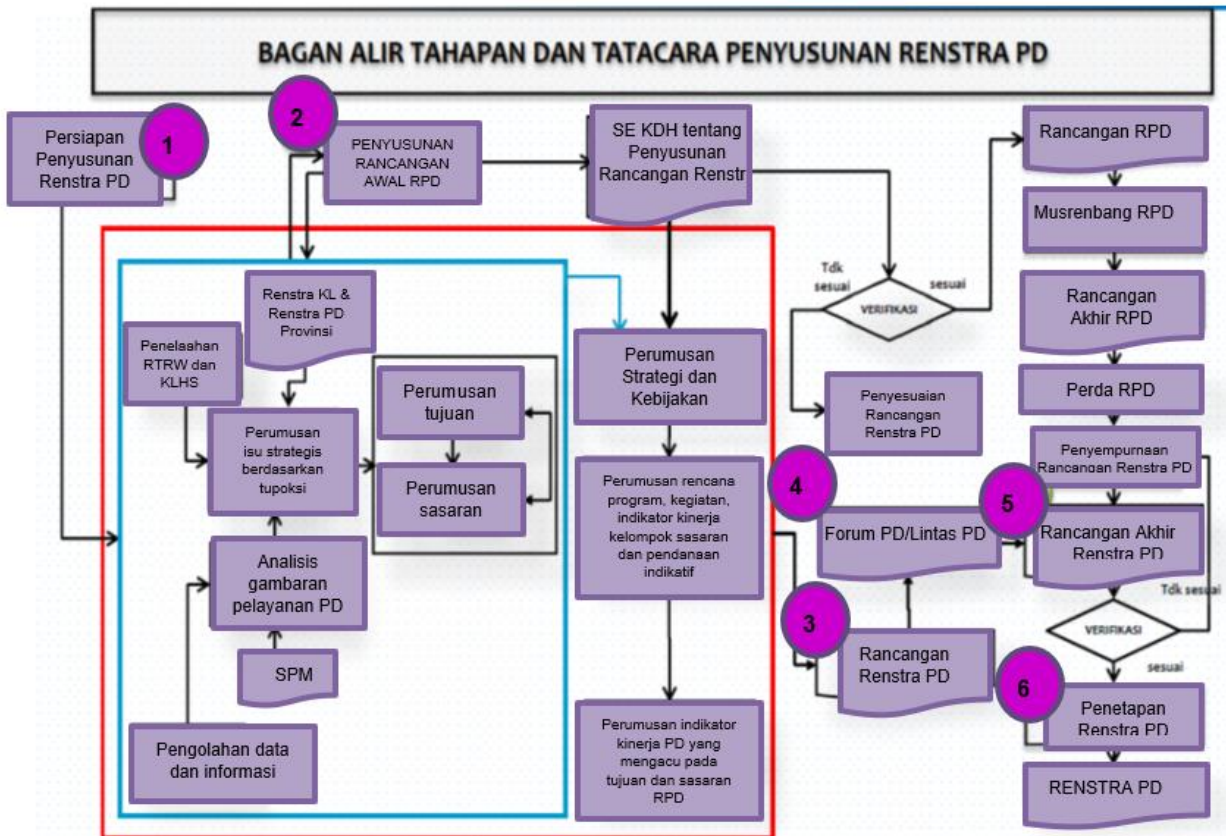 BAGAN ALIR TAHAPAN DAN TATACARA PENYUSUNAN RENSTRA PD
1
Persiapan
Penyusunan
Renstra PD
2
PENYUSUNAN
RANCANGAN
AWAL RPD
SE KDH tentang
Penyusunan
Rancangan Renstr
Rancangan RPD
Musrenbang RPD
Rancangan
Akhir RPD
Perda RPD
Penyempurnaan
Rancangan Renstra PD
Tdk
sesuai
sesuai
VERIFIKASI
Penyesuaian
Rancangan
Renstra PD
Renstra KL &
Renstra PD
Provinsi
Penelaahan
RTRW dan
KLHS
Perumusan
isu strategis
berdasarkan
tupoksi
Perumusan
tujuan
Perumusan
sasaran
Analisis
gambaran
pelayanan PD
SPM
Pengolahan data
dan informasi
Perumusan
Strategi dan
Kebijakan
Perumusan rencana
program, kegiatan,
indikator kinerja
kelompok sasaran
dan pendanaan
indikatif
Perumusan indikator
kinerja PD yang
mengacu pada
tujuan dan sasaran
RPD
3
Rancangan
Renstra PD
4
Forum PD/Lintas PD
5
Rancangan Akhir
Renstra PD
Tdk sesuai
VERIFIKASI
sesuai
6
Penetapan
Renstra PD
RENSTRA PD